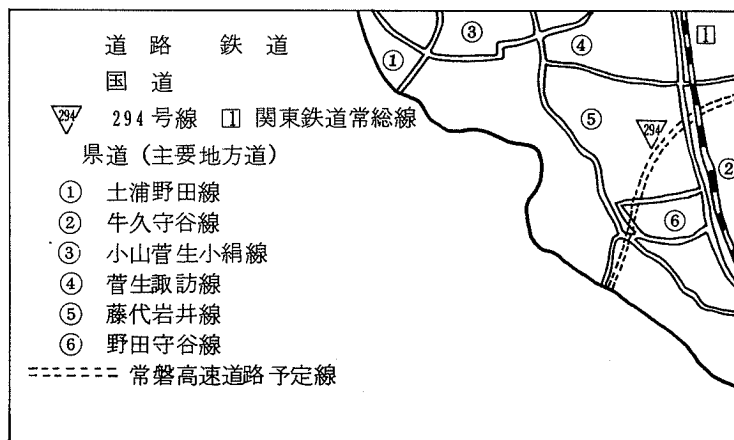 道路 鉄道
国道
294 294号線 1 関東鉄道常総線
県道(主要地方道)
① 土浦野田線
② 牛久守谷線
③ 小山菅生小絹線
④ 菅生諏訪線
⑤ 藤代岩井線
⑥ 野田守谷線
常磐高速道路予定線
①
③
④
1
⑤
294
②
⑥